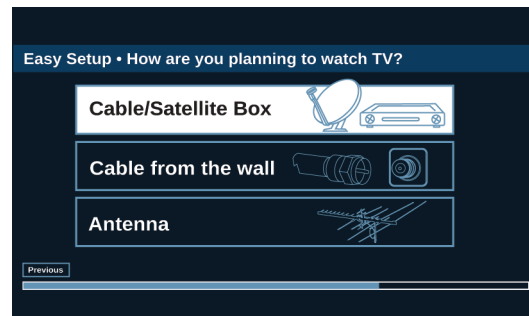 Easy Setup • How are you planning to watch TV?
Cable/Satellite Box
Cable from the wall
Antenna
Previous